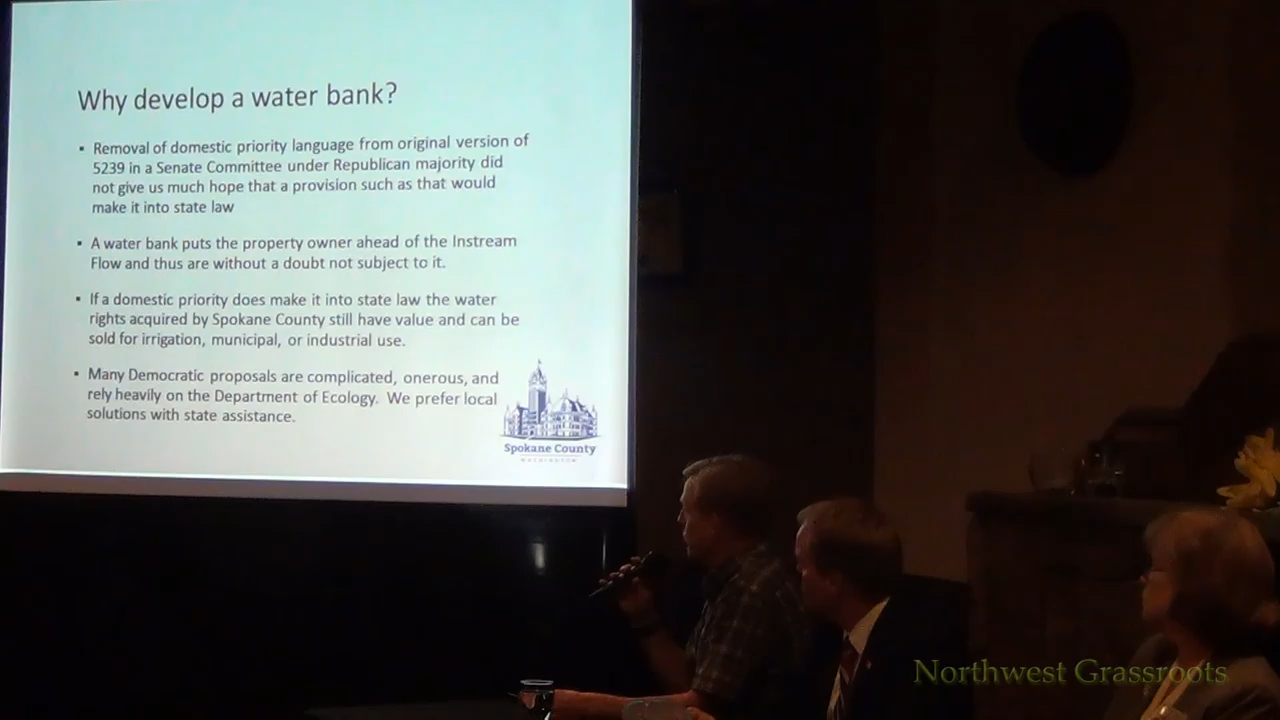 Why develop a water bank?
▪ Removal of domestic priority language from original version of
5239 in a Senate Committee under Republican majority did
not give us much hope that a provision such as that would
make it into state law
▪ A water bank puts the property owner ahead of the Instream
Flow and thus are without a doubt not subject to it.
▪ If a domestic priority does make it into state law the water
rights acquired by Spokane County still have value and can be
sold for irrigation, municipal, or industrial use.
▪ Many Democratic proposals are complicated, onerous, and
rely heavily on the Department of Ecology. We prefer local
solutions with state assistance.
Spokane County
WASHINGTON
Northwest Grassroots